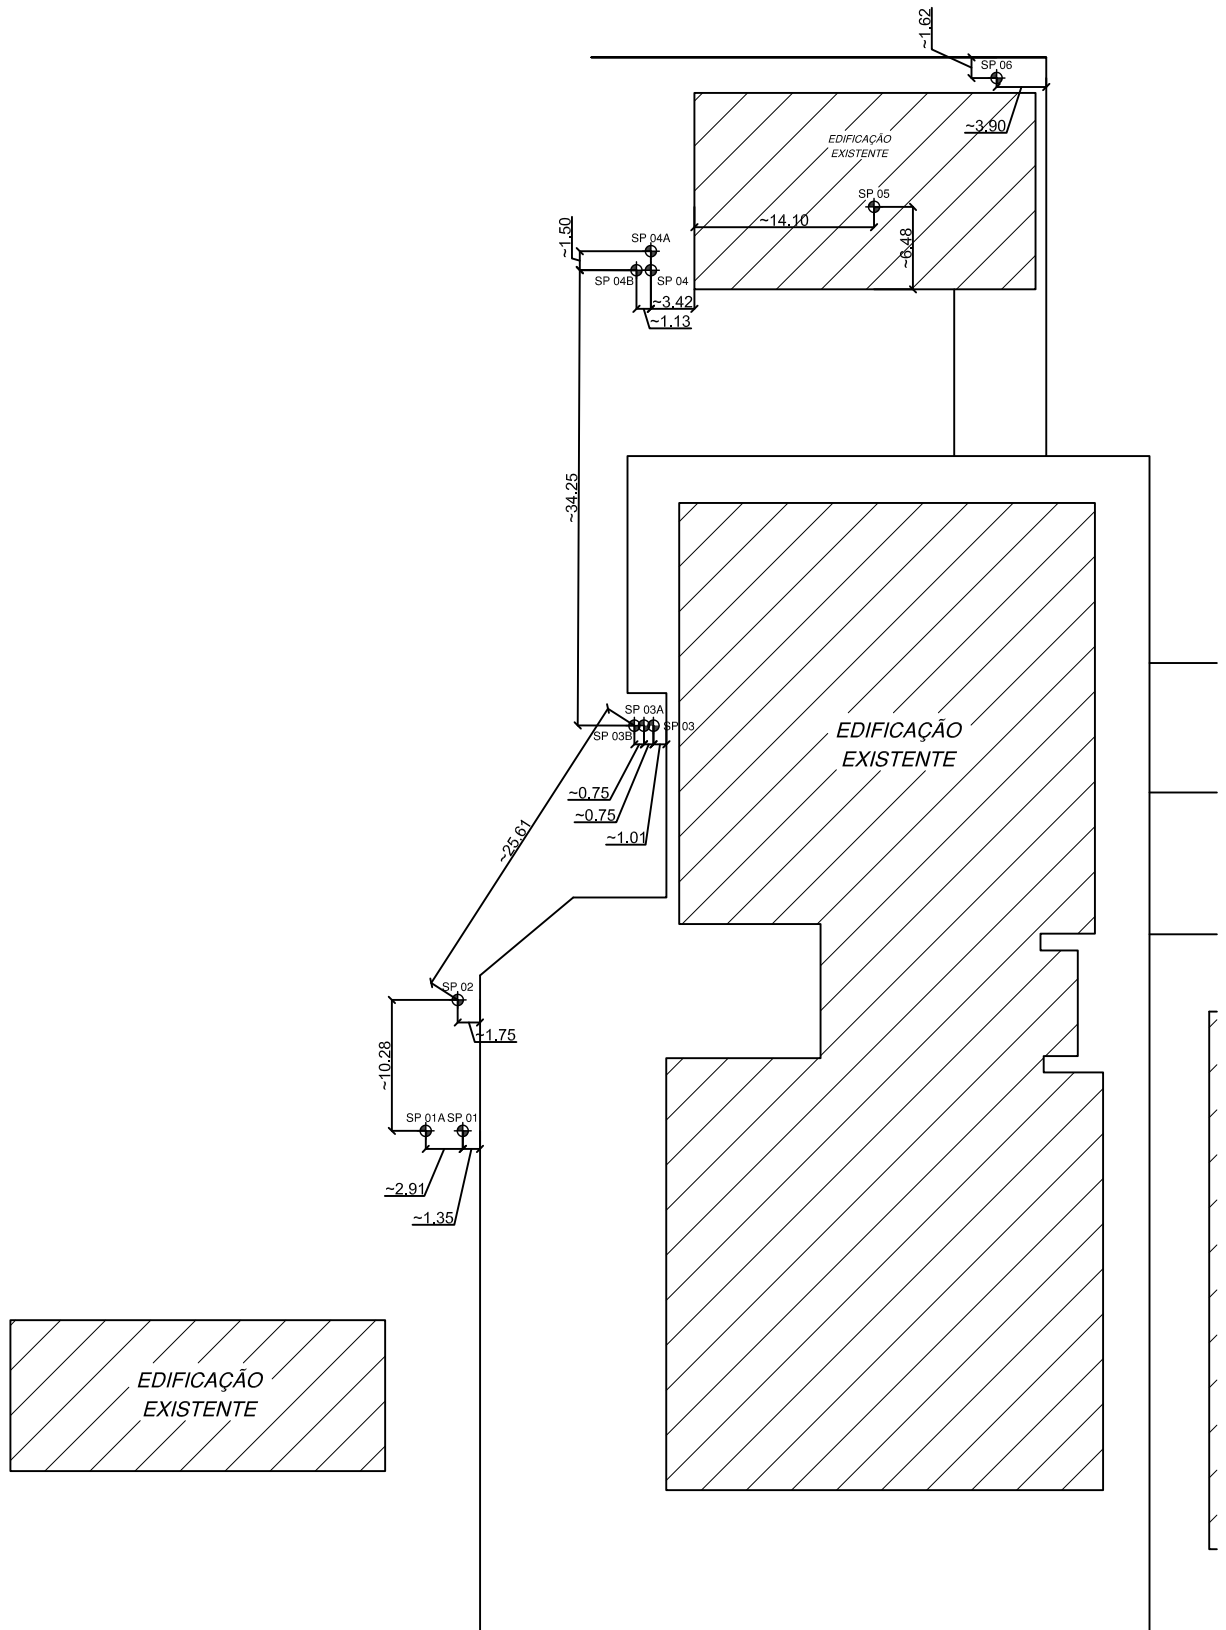 ~1.62
SP 06
~3.90
EDIFICAÇÃO
EXISTENTE
SP 05
~14.10
~6.48
~1.50
SP 04A
SP 04B
SP 04
~3.42
~1.13
~34.25
SP 03A
SP 03B
SP 03
~0.75
~0.75
~1.01
EDIFICAÇÃO
EXISTENTE
~25.61
SP 02
~1.75
~10.28
SP 01A
SP 01
~2.91
~1.35
EDIFICAÇÃO
EXISTENTE